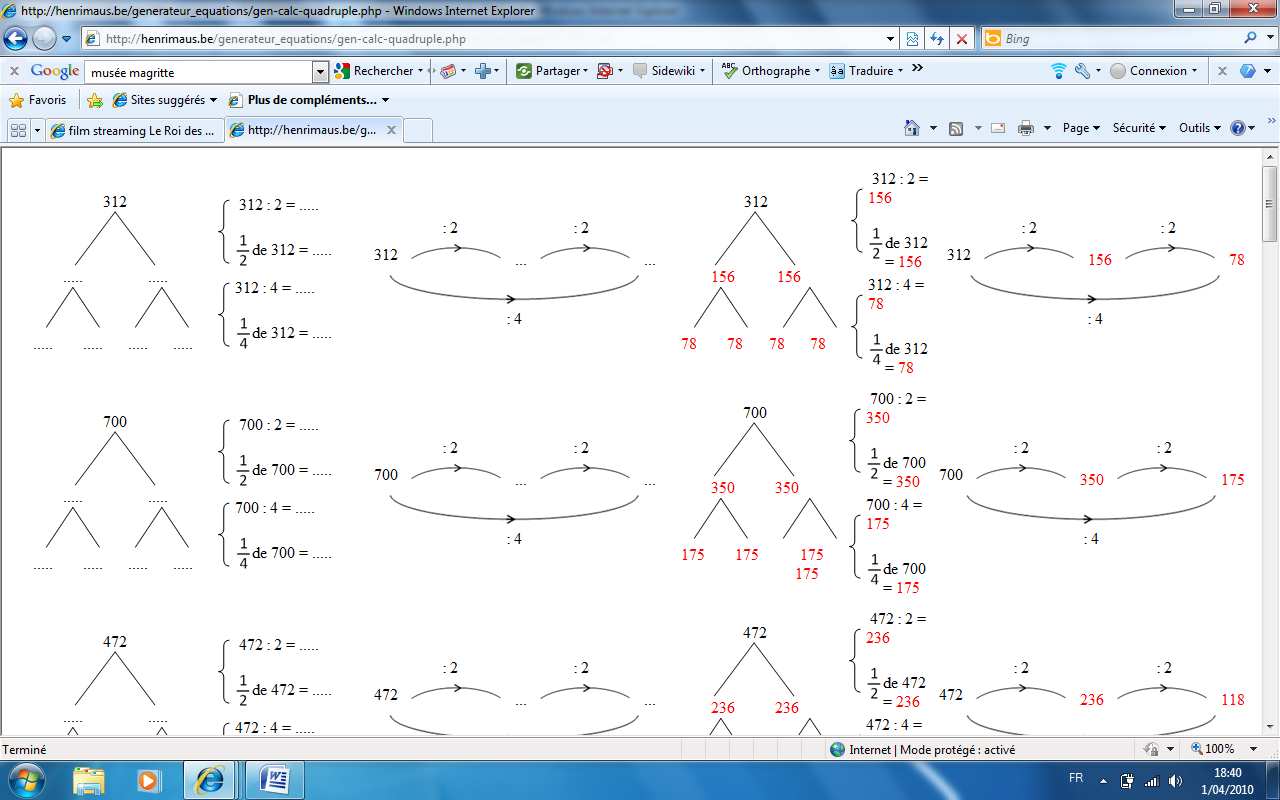 http://henrimaus.be/generateur_equations/gen-calc-quadruple.php - Windows Internet Explorer
http://henrimaus.be/generateur_equations/gen-calc-quadruple.php
Bing
x Google musée magritte Rechercher Partager Sidewiki ABC Orthographe aあ Traduire » Connexion x
Favoris Sites suggérés Plus de compléments...
film streaming Le Roi des ... http://henrimaus.be/g... x Page Sécurité Outils »
312
312 : 2 = .....
1/2 de 312 = .....
..... .....
312 : 4 = .....
1/4 de 312 = .....
..... ..... ..... .....
: 2 : 2
312 ... ...
: 4
312
312 : 2 =
156
1/2 de 312
= 156
156 156
312 : 4 =
78
1/4 de 312
= 78
78 78 78 78
: 2 : 2
312 156 78
: 4
700
700 : 2 = .....
1/2 de 700 = .....
..... .....
700 : 4 = .....
1/4 de 700 = .....
..... ..... ..... .....
: 2 : 2
700 ... ...
: 4
700
700 : 2 =
350
1/2 de 700
= 350
350 350
700 : 4 =
175
1/4 de 700
= 175
175 175 175
175
: 2 : 2
700 350 175
: 4
472
472 : 2 = .....
1/2 de 472 = .....
..... .....
472 : 4 = .....
: 2 : 2
472 ... ...
472
472 : 2 =
236
1/2 de 472
= 236
236 236
472 : 4 =
: 2 : 2
472 236 118
Terminé Internet | Mode protégé : activé 100%
FR 18:40
1/04/2010